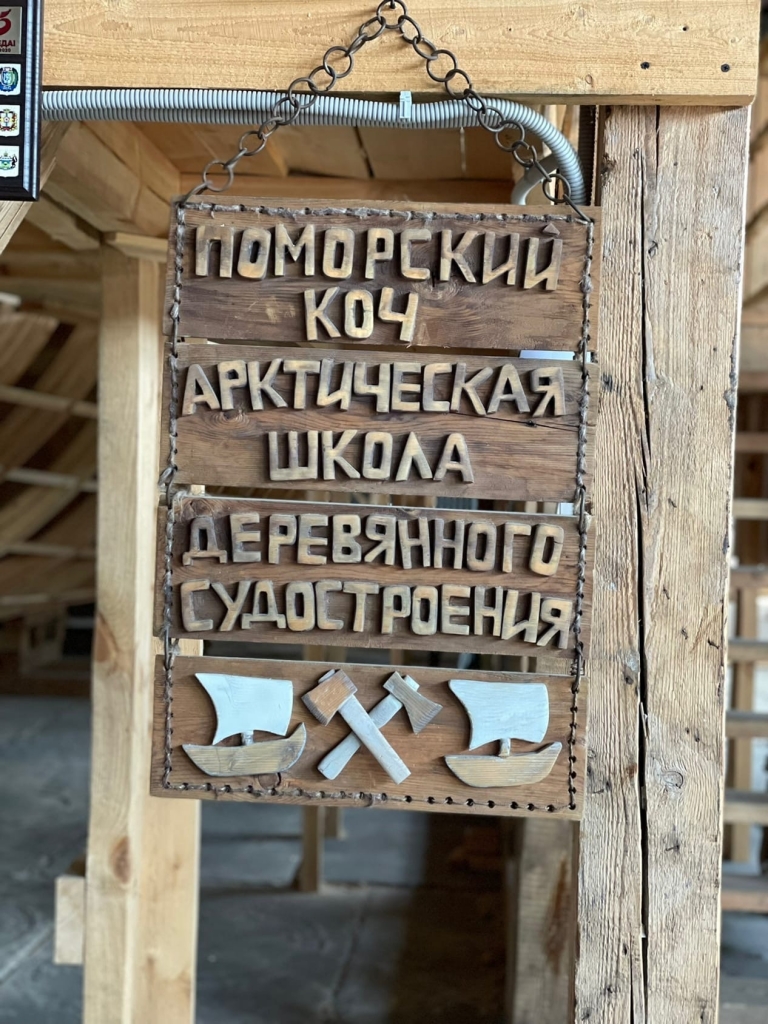 ПОМОРСКИЙ
КОЧ
АРКТИЧЕСКАЯ
ШКОЛА
ДЕРЕВЯННОГО
СУДОСТРОЕНИЯ